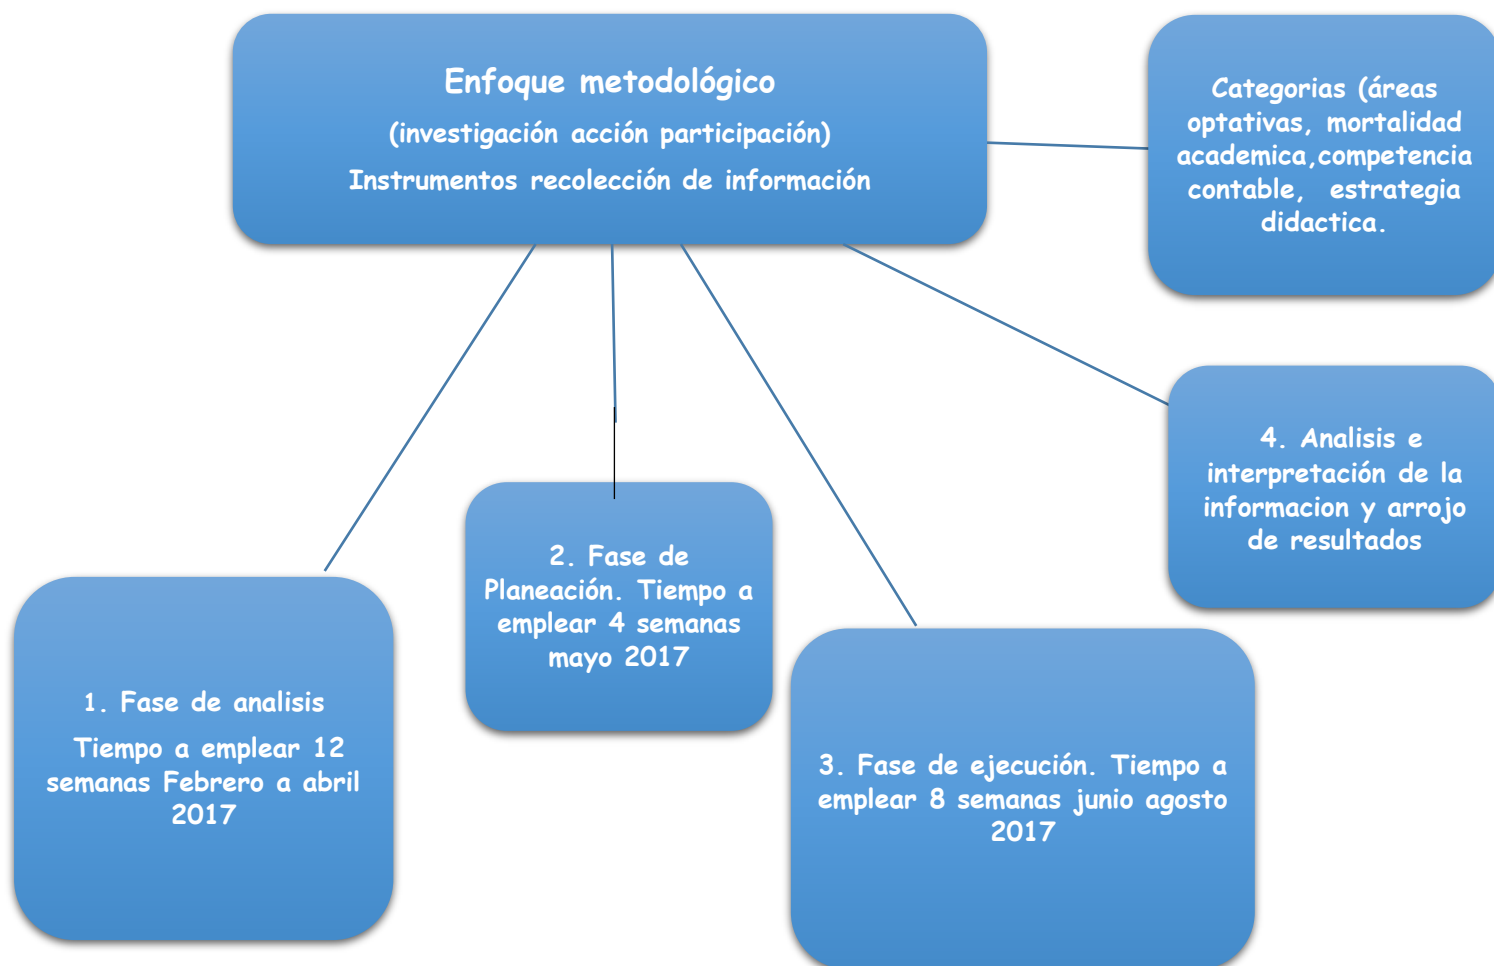 Enfoque metodológico
(investigación acción participación)
Instrumentos recolección de información
Categorias (áreas
optativas, mortalidad
academica,competencia
contable, estrategia
didactica.
4. Analisis e
interpretación de la
informacion y arrojo
de resultados
2. Fase de
Planeación. Tiempo a
emplear 4 semanas
mayo 2017
1. Fase de analisis
Tiempo a emplear 12
semanas Febrero a abril
2017
3. Fase de ejecución. Tiempo a
emplear 8 semanas junio agosto
2017